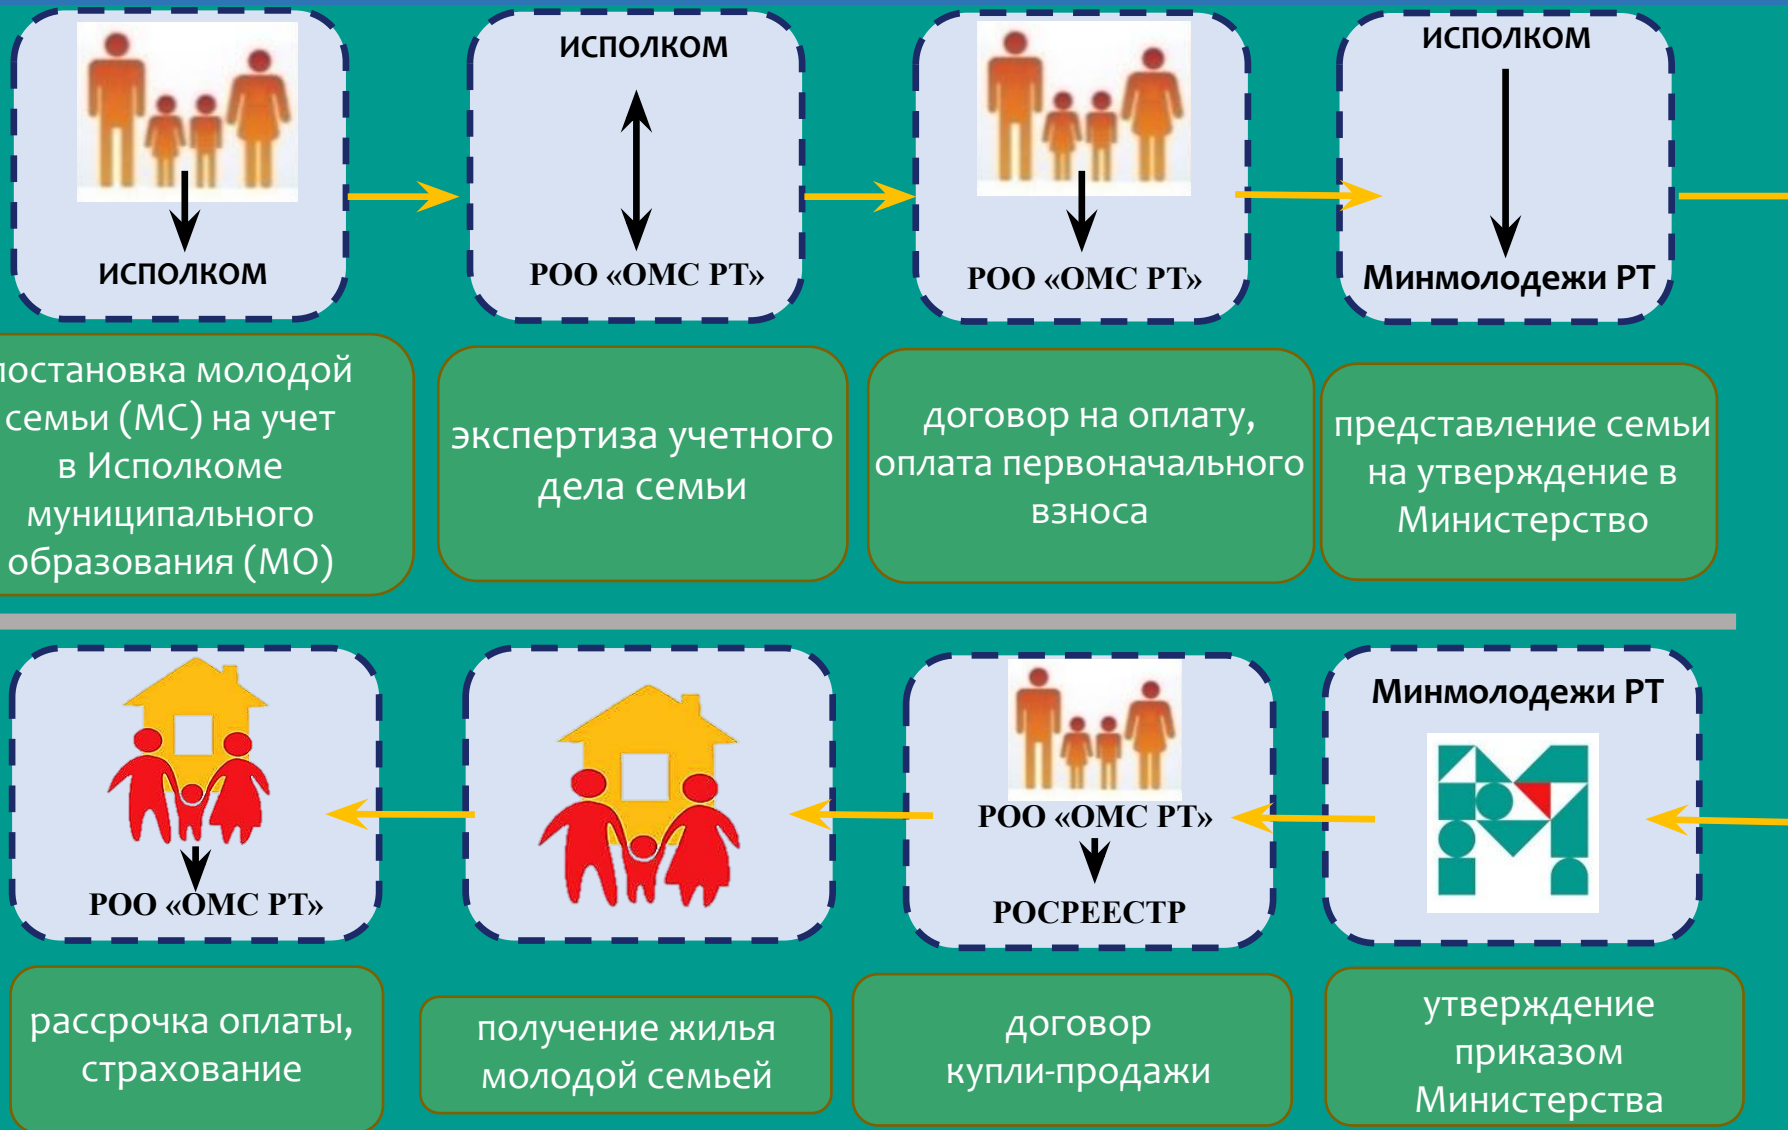 ИСПОЛКОМ
постановка молодой
семьи (МС) на учет
в Исполкоме
муниципального
образования (МО)
ИСПОЛКОМ
РОО «ОМС РТ»
экспертиза учетного
дела семьи
РОО «ОМС РТ»
договор на оплату,
оплата первоначального
взноса
ИСПОЛКОМ
Минмолодежи РТ
представление семьи
на утверждение в
Министерство
РОО «ОМС РТ»
рассрочка оплаты,
страхование
получение жилья
молодой семьей
РОО «ОМС РТ»
РОСРЕЕСТР
договор
купли-продажи
Минмолодежи РТ
утверждение
приказом
Министерства